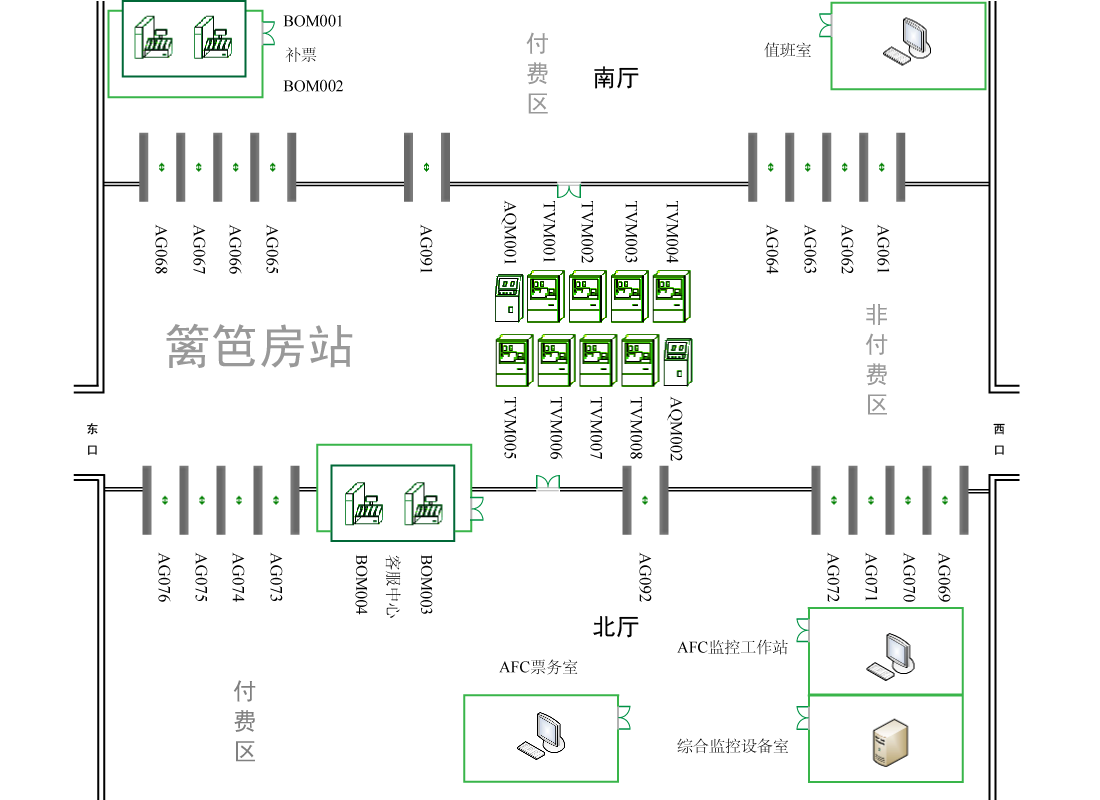 BOM001
补票
BOM002
付
费
区
南厅
值班室
AG068
AG067
AG066
AG065
AG091
AQM001
TVM001
TVM002
TVM003
TVM004
AG064
AG063
AG062
AG061
篱笆房站
非
付
费
区
TVM005
TVM006
TVM007
TVM008
AQM002
东
口
西
口
AG076
AG075
AG074
AG073
BOM004
客服中心
BOM003
AG092
AG072
AG071
AG070
AG069
北厅
AFC监控工作站
AFC票务室
付
费
区
综合监控设备室